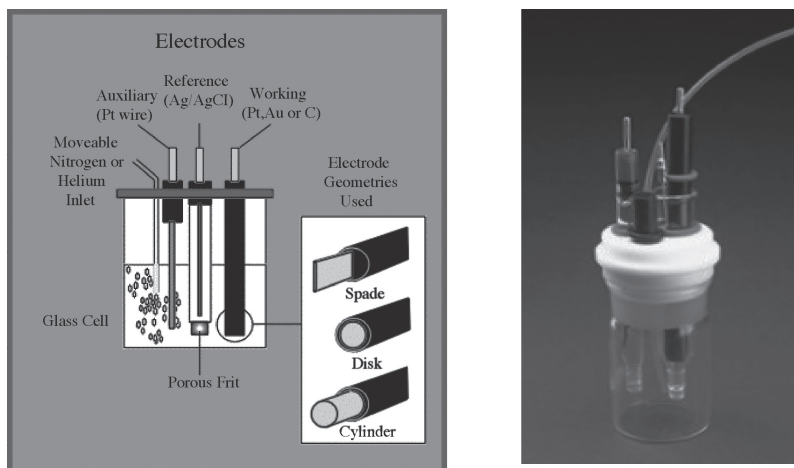 Electrodes
Reference
(Ag/AgCI)
Auxiliary
(Pt wire)
Working
(Pt,Au or C)
Moveable
Nitrogen or
Helium
Inlet
Electrode
Geometries
Used
Spade
Glass Cell
Disk
Porous Frit
Cylinder